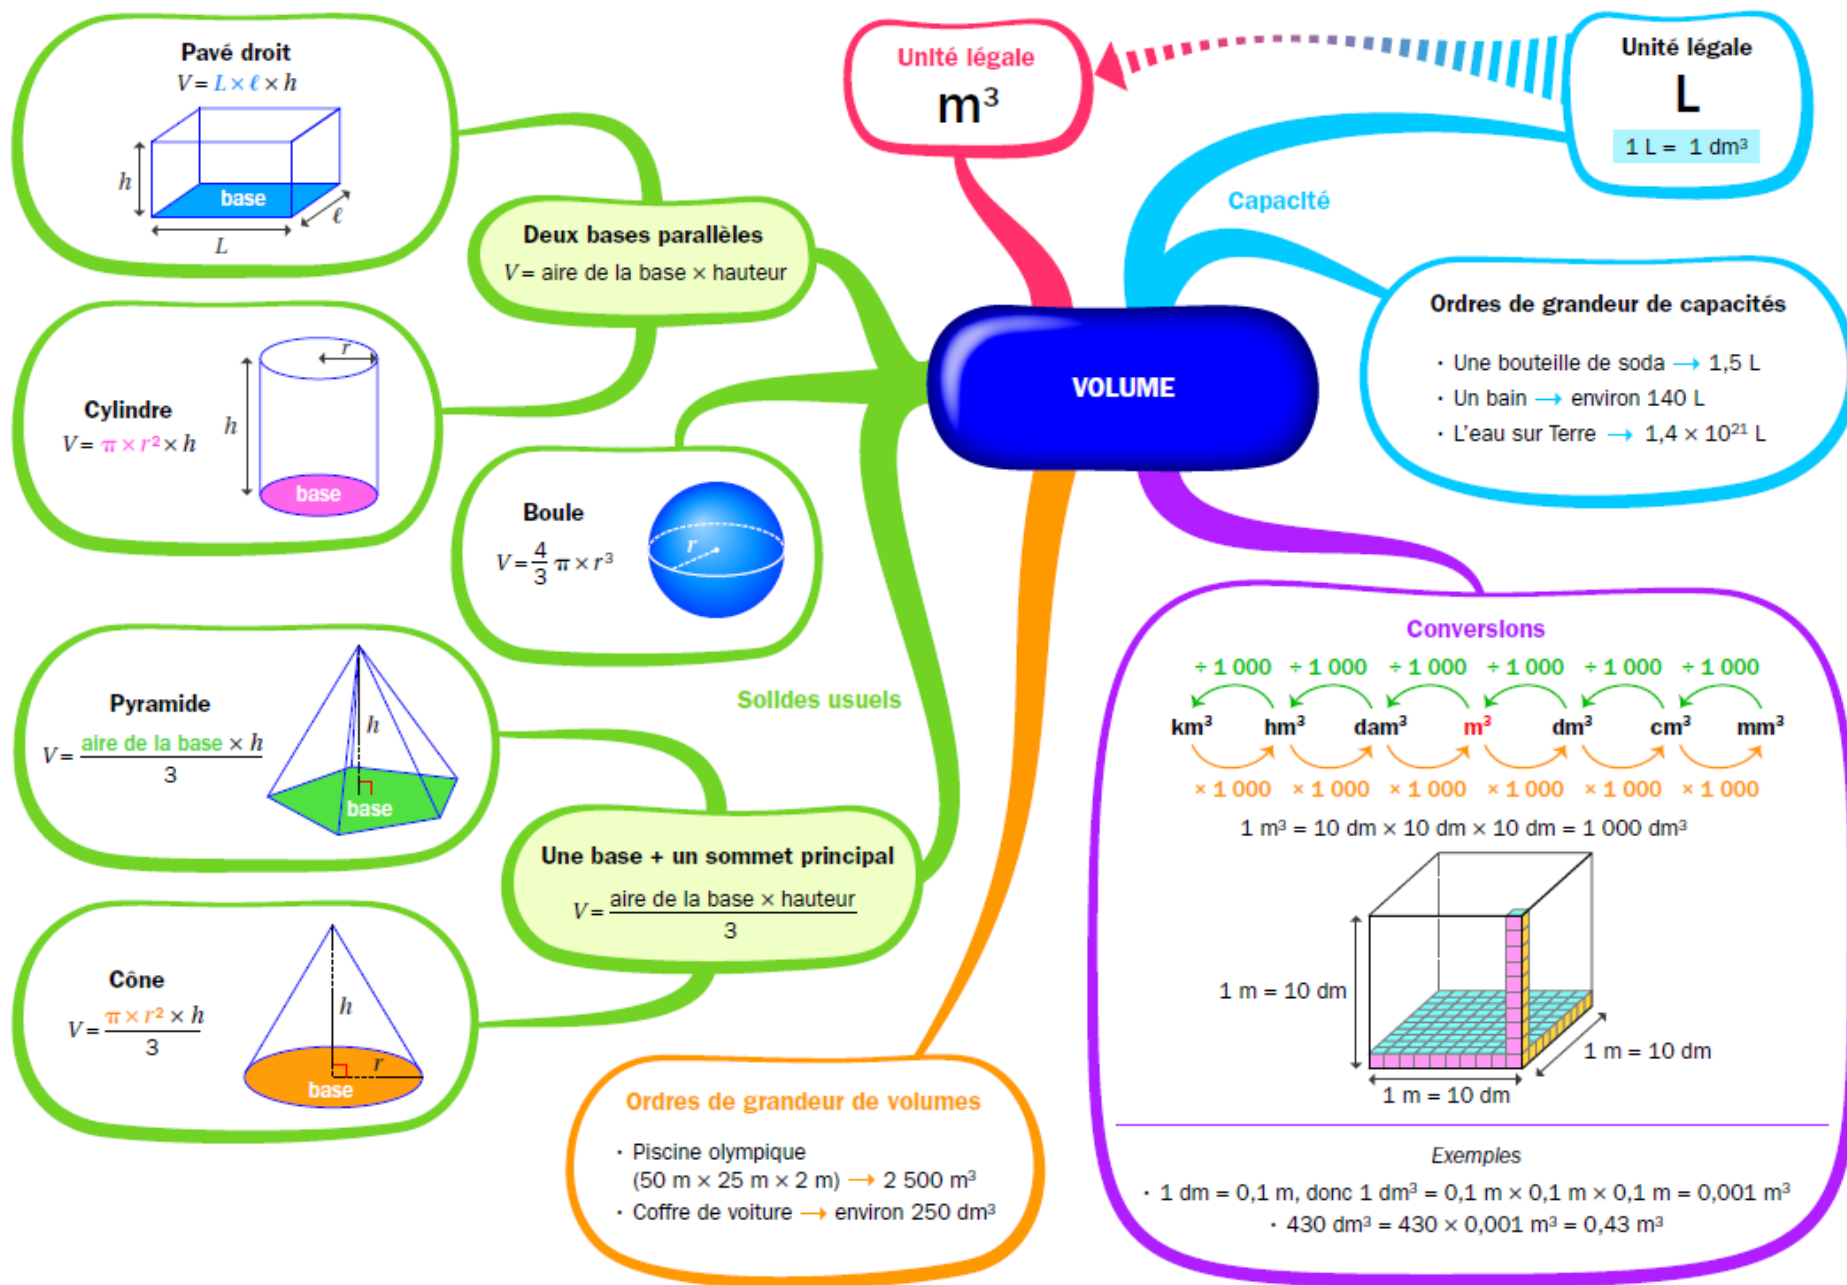 Pavé droit
V = L × ℓ × h
h
base
ℓ
L
Cylindre
V = π × r² × h
r
h
base
Deux bases parallèles
V = aire de la base × hauteur
Boule
V = 4/3 π × r³
r
Pyramide
V = aire de la base × h / 3
h
base
Cône
V = π × r² × h / 3
h
r
base
Une base + un sommet principal
V = aire de la base × hauteur / 3
Solides usuels
Unité légale
m³
VOLUME
Capacité
Unité légale
L
1 L = 1 dm³
Ordres de grandeur de capacités
· Une bouteille de soda → 1,5 L
· Un bain → environ 140 L
· L'eau sur Terre → 1,4 × 10²¹ L
Conversions
÷ 1 000 ÷ 1 000 ÷ 1 000 ÷ 1 000 ÷ 1 000 ÷ 1 000
km³ hm³ dam³ m³ dm³ cm³ mm³
× 1 000 × 1 000 × 1 000 × 1 000 × 1 000 × 1 000
1 m³ = 10 dm × 10 dm × 10 dm = 1 000 dm³
1 m = 10 dm
1 m = 10 dm
1 m = 10 dm
Exemples
· 1 dm = 0,1 m, donc 1 dm³ = 0,1 m × 0,1 m × 0,1 m = 0,001 m³
· 430 dm³ = 430 × 0,001 m³ = 0,43 m³
Ordres de grandeur de volumes
· Piscine olympique
(50 m × 25 m × 2 m) → 2 500 m³
· Coffre de voiture → environ 250 dm³